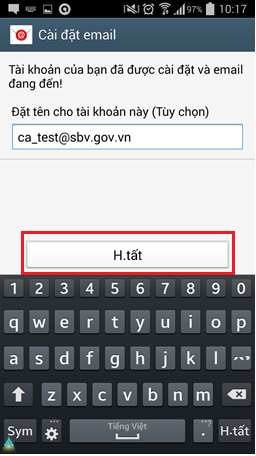 97% 10:17
Cài đặt email
Tài khoản của bạn đã được cài đặt và email
đang đến!
Đặt tên cho tài khoản này (Tùy chọn)
ca_test@sbv.gov.vn
H.tất
1 2 3 4 5 6 7 8 9 0
q w e r t y u i o p
a s d f g h j k l
z x c v b n m
Sym Tiếng Việt . H.tất